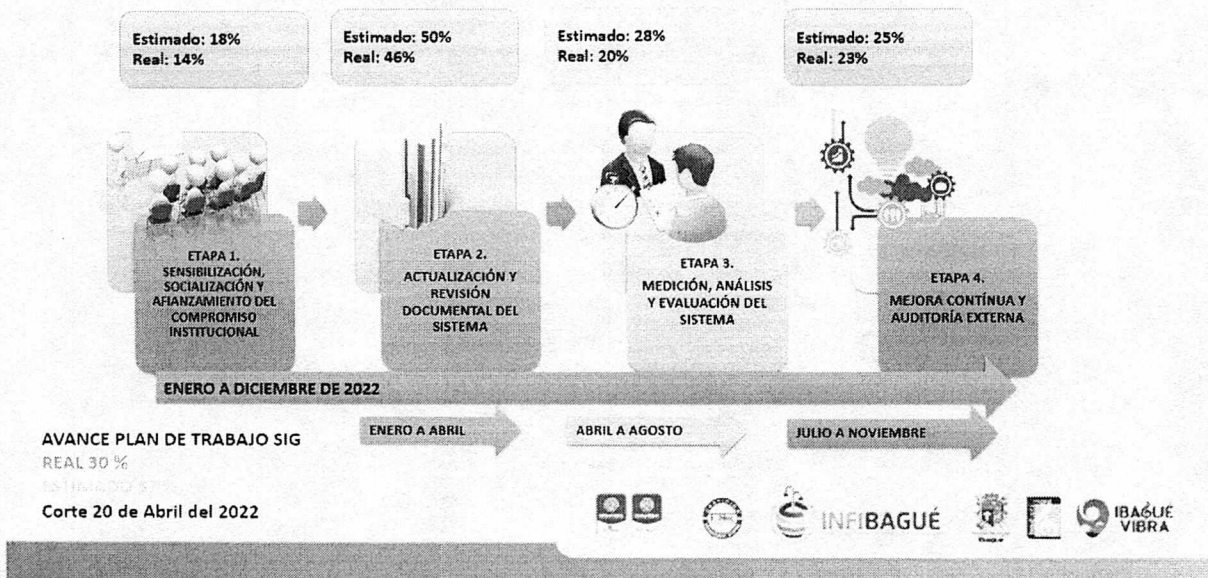 Estimado: 18%
Real: 14%
Estimado: 50%
Real: 46%
Estimado: 28%
Real: 20%
Estimado: 25%
Real: 23%
ETAPA 1.
SENSIBILIZACIÓN,
SOCIALIZACIÓN Y
AFIANZAMIENTO DEL
COMPROMISO
INSTITUCIONAL
ETAPA 2.
ACTUALIZACIÓN Y
REVISIÓN
DOCUMENTAL DEL
SISTEMA
ETAPA 3.
MEDICIÓN, ANÁLISIS
Y EVALUACIÓN DEL
SISTEMA
ETAPA 4.
MEJORA CONTÍNUA Y
AUDITORÍA EXTERNA
ENERO A DICIEMBRE DE 2022
ENERO A ABRIL
ABRIL A AGOSTO
JULIO A NOVIEMBRE
AVANCE PLAN DE TRABAJO SIG
REAL 30 %
ESTIMADO
Corte 20 de Abril del 2022
INFIBAGUÉ
IBAGUÉ
VIBRA